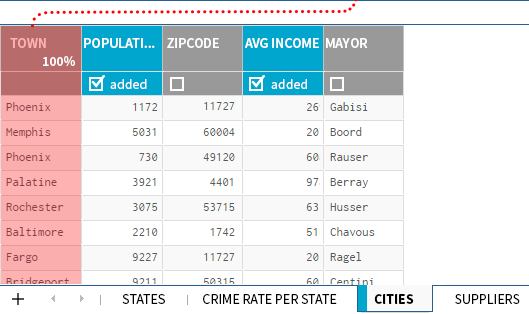 TOWN POPULATI... ZIPCODE AVG INCOME MAYOR
100%
added added
Phoenix 1172 11727 26 Gabisi
Memphis 5031 60004 20 Boord
Phoenix 730 49120 60 Rauser
Palatine 3921 4401 97 Berray
Rochester 3075 53715 63 Husser
Baltimore 2210 1742 51 Chavous
Fargo 9227 11727 20 Ragel
Bridgeport 9211 50315 60 Centini
STATES CRIME RATE PER STATE CITIES SUPPLIERS